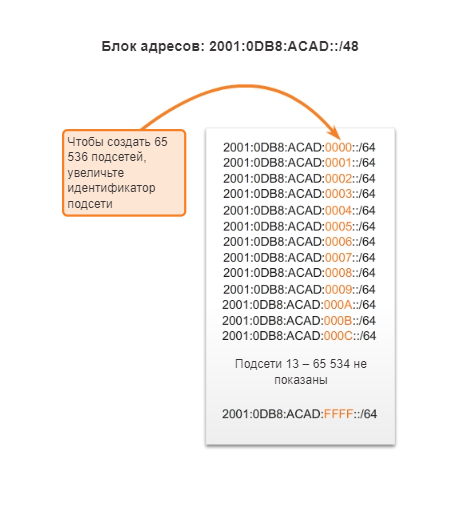 Блок адресов: 2001:0DB8:ACAD::/48
Чтобы создать 65
536 подсетей,
увеличьте
идентификатор
подсети
2001:0DB8:ACAD:0000::/64
2001:0DB8:ACAD:0001::/64
2001:0DB8:ACAD:0002::/64
2001:0DB8:ACAD:0003::/64
2001:0DB8:ACAD:0004::/64
2001:0DB8:ACAD:0005::/64
2001:0DB8:ACAD:0006::/64
2001:0DB8:ACAD:0007::/64
2001:0DB8:ACAD:0008::/64
2001:0DB8:ACAD:0009::/64
2001:0DB8:ACAD:000A::/64
2001:0DB8:ACAD:000B::/64
2001:0DB8:ACAD:000C::/64
Подсети 13 – 65 534 не
показаны
2001:0DB8:ACAD:FFFF::/64